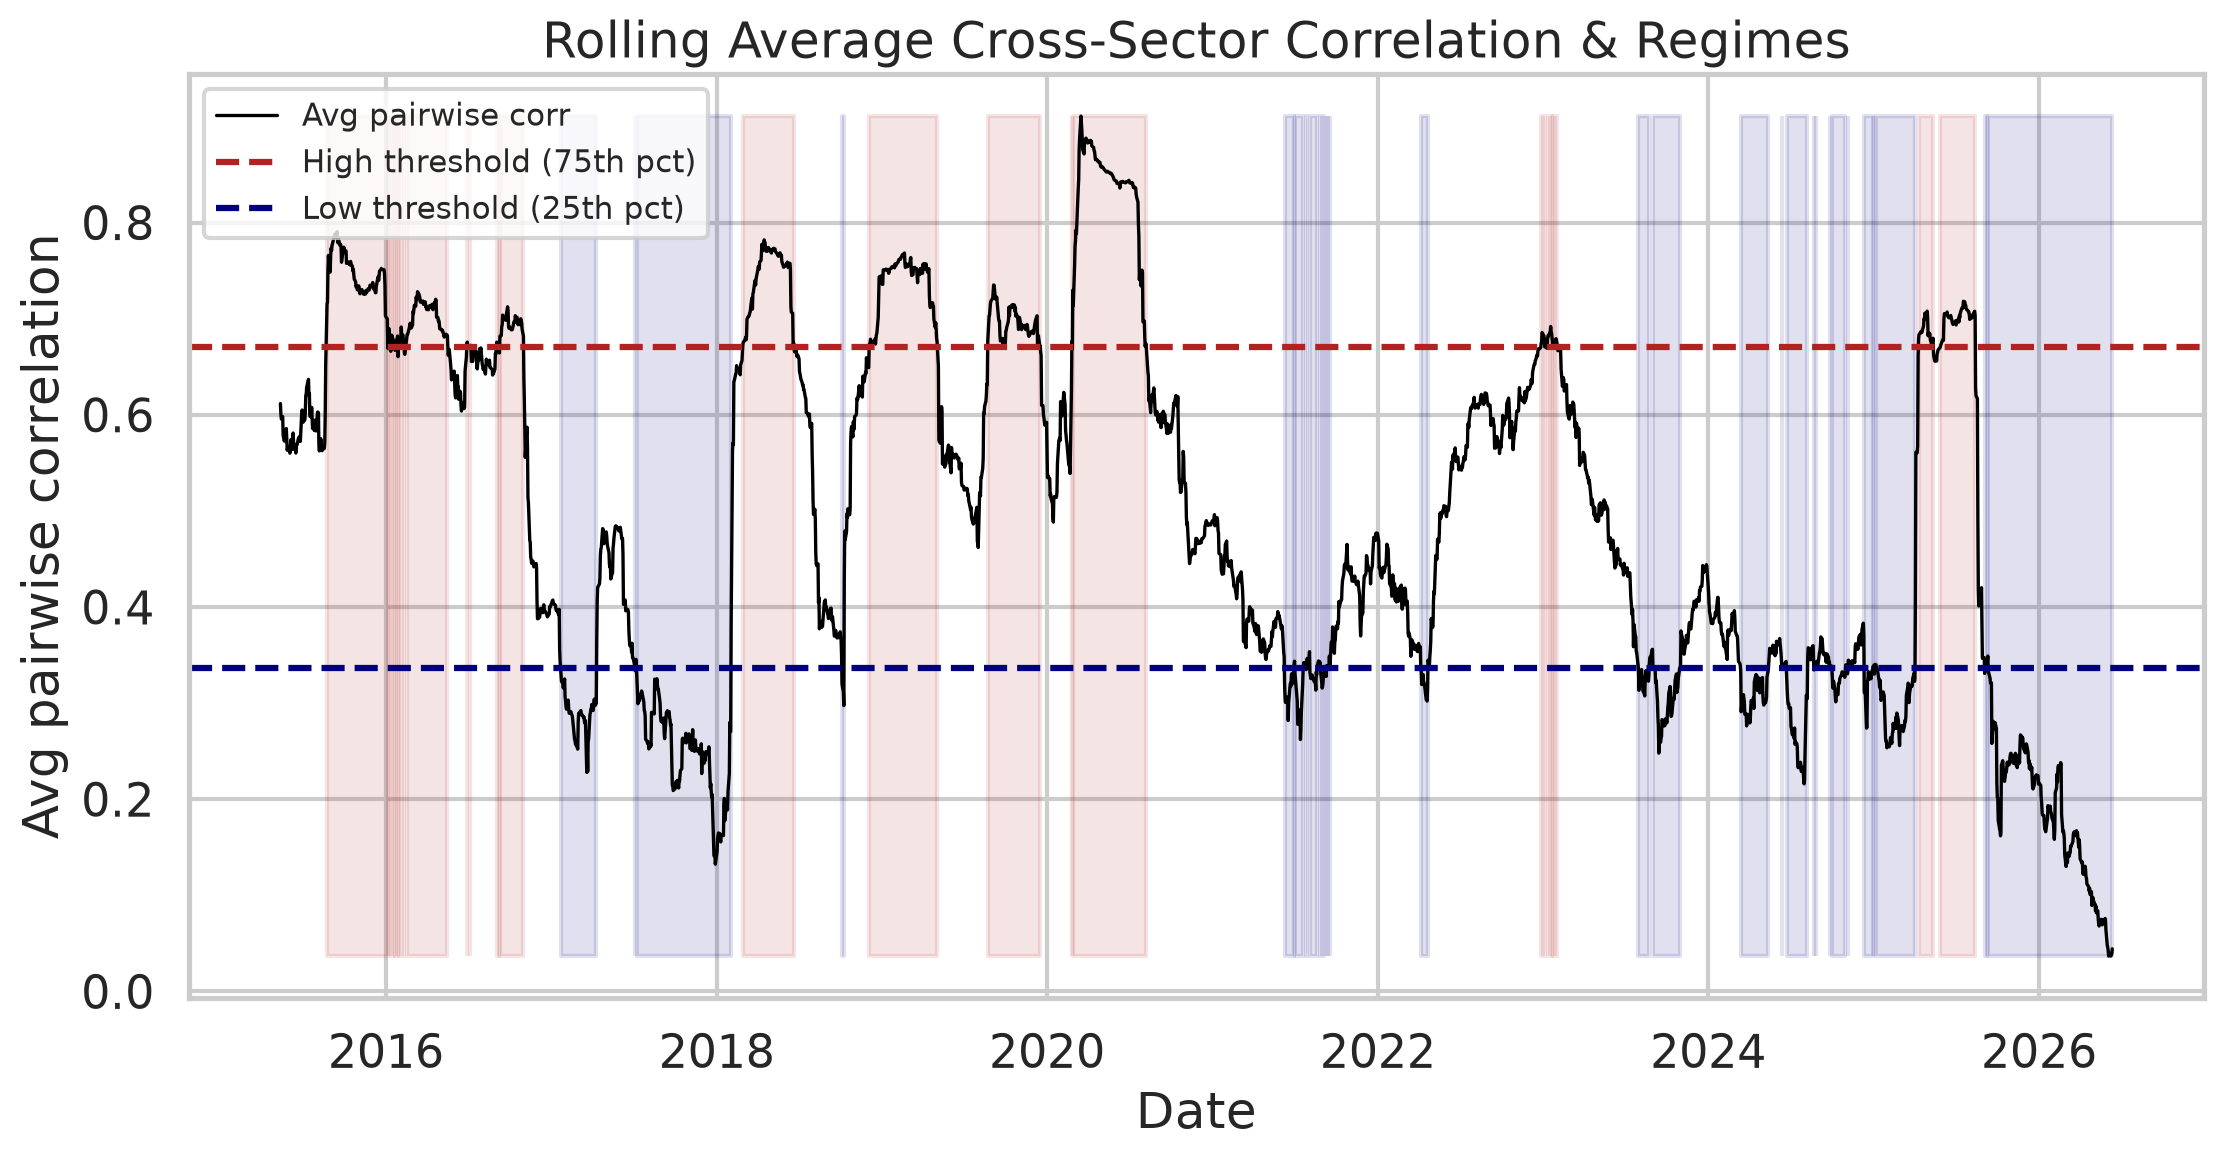 Rolling Average Cross-Sector Correlation & Regimes
Avg pairwise corr
High threshold (75th pct)
Low threshold (25th pct)
Avg pairwise correlation
0.8
0.6
0.4
0.2
0.0
2016 2018 2020 2022 2024 2026
Date